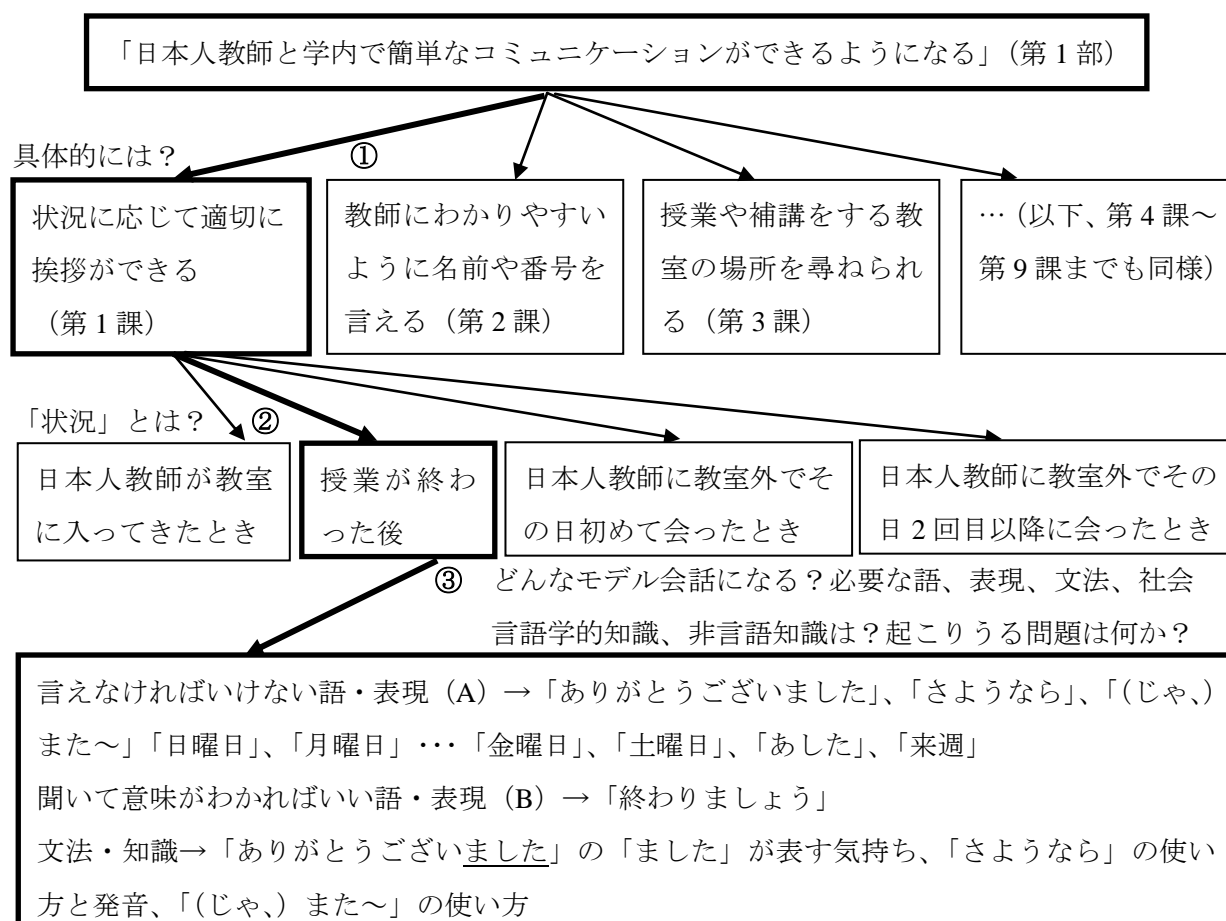 「日本人教師と学内で簡単なコミュニケーションができるようになる」（第 1 部）
具体的には？
①
状況に応じて適切に
挨拶ができる
（第 1 課）
教師にわかりやすい
ように名前や番号を
言える（第 2 課）
授業や補講をする教
室の場所を尋ねられ
る（第 3 課）
…（以下、第 4 課～
第 9 課までも同様）
「状況」とは？
②
日本人教師が教室
に入ってきたとき
授業が終わ
った後
日本人教師に教室外でそ
の日初めて会ったとき
日本人教師に教室外でその
日 2 回目以降に会ったとき
③
どんなモデル会話になる？必要な語、表現、文法、社会
言語学的知識、非言語知識は？起こりうる問題は何か？
言えなければいけない語・表現（A）→「ありがとうございました」、「さようなら」、「（じゃ、）
また～」「日曜日」、「月曜日」･･･「金曜日」、「土曜日」、「あした」、「来週」
聞いて意味がわかればいい語・表現（B）→「終わりましょう」
文法・知識→「ありがとうございました」の「ました」が表す気持ち、「さようなら」の使い
方と発音、「（じゃ、）また～」の使い方